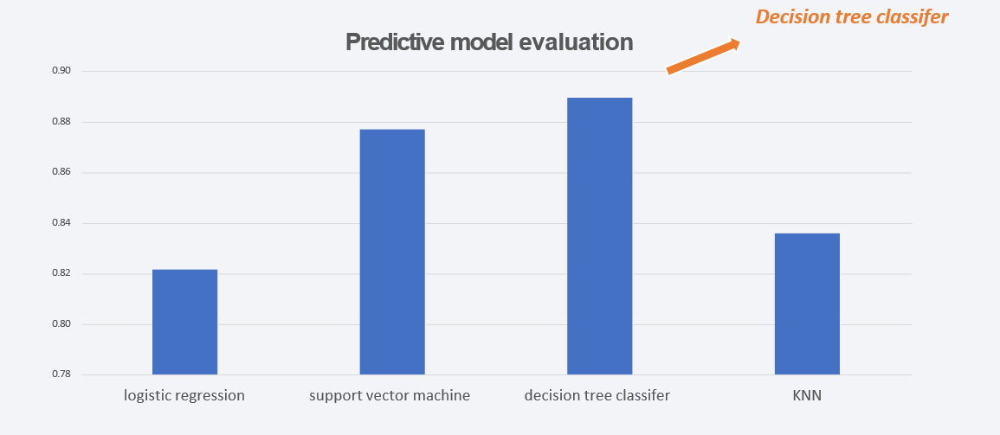 Decision tree classifer
Predictive model evaluation
0.90
0.88
0.86
0.84
0.82
0.80
0.78
logistic regression
support vector machine
decision tree classifer
KNN